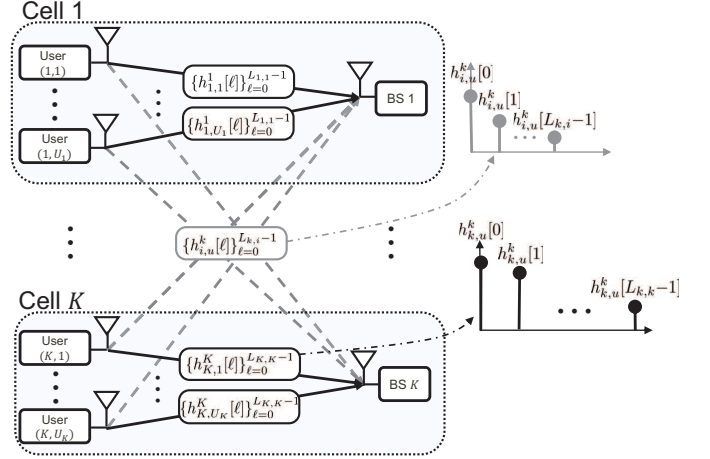 Cell 1
User
(1,1)
{h^1_{1,1}[ℓ]}^{L_{1,1}−1}_{ℓ=0}
BS 1
{h^1_{1,U_1}[ℓ]}^{L_{1,1}−1}_{ℓ=0}
User
(1,U_1)
h^k_{i,u}[0]
h^k_{i,u}[1]
h^k_{i,u}[L_{k,i}−1]
{h^k_{i,u}[ℓ]}^{L_{k,i}−1}_{ℓ=0}
h^k_{k,u}[0]
h^k_{k,u}[1]
h^k_{k,u}[L_{k,k}−1]
Cell K
User
(K,1)
{h^K_{K,1}[ℓ]}^{L_{K,K}−1}_{ℓ=0}
BS K
{h^K_{K,U_K}[ℓ]}^{L_{K,K}−1}_{ℓ=0}
User
(K,U_K)